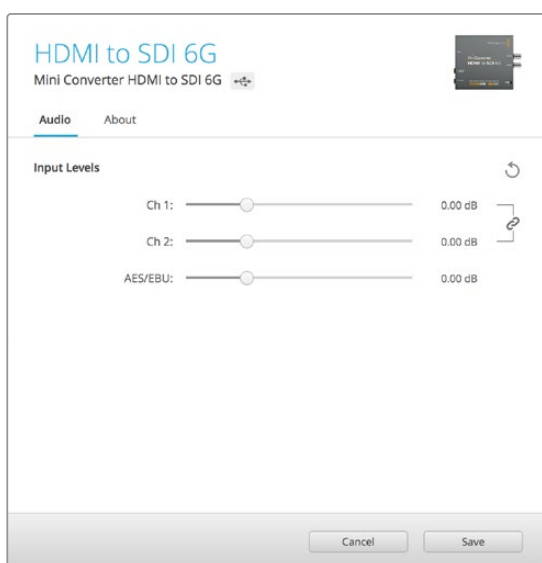 HDMI to SDI 6G
Mini Converter HDMI to SDI 6G
Audio About
Input Levels
Ch 1: 0.00 dB
Ch 2: 0.00 dB
AES/EBU: 0.00 dB
Cancel Save